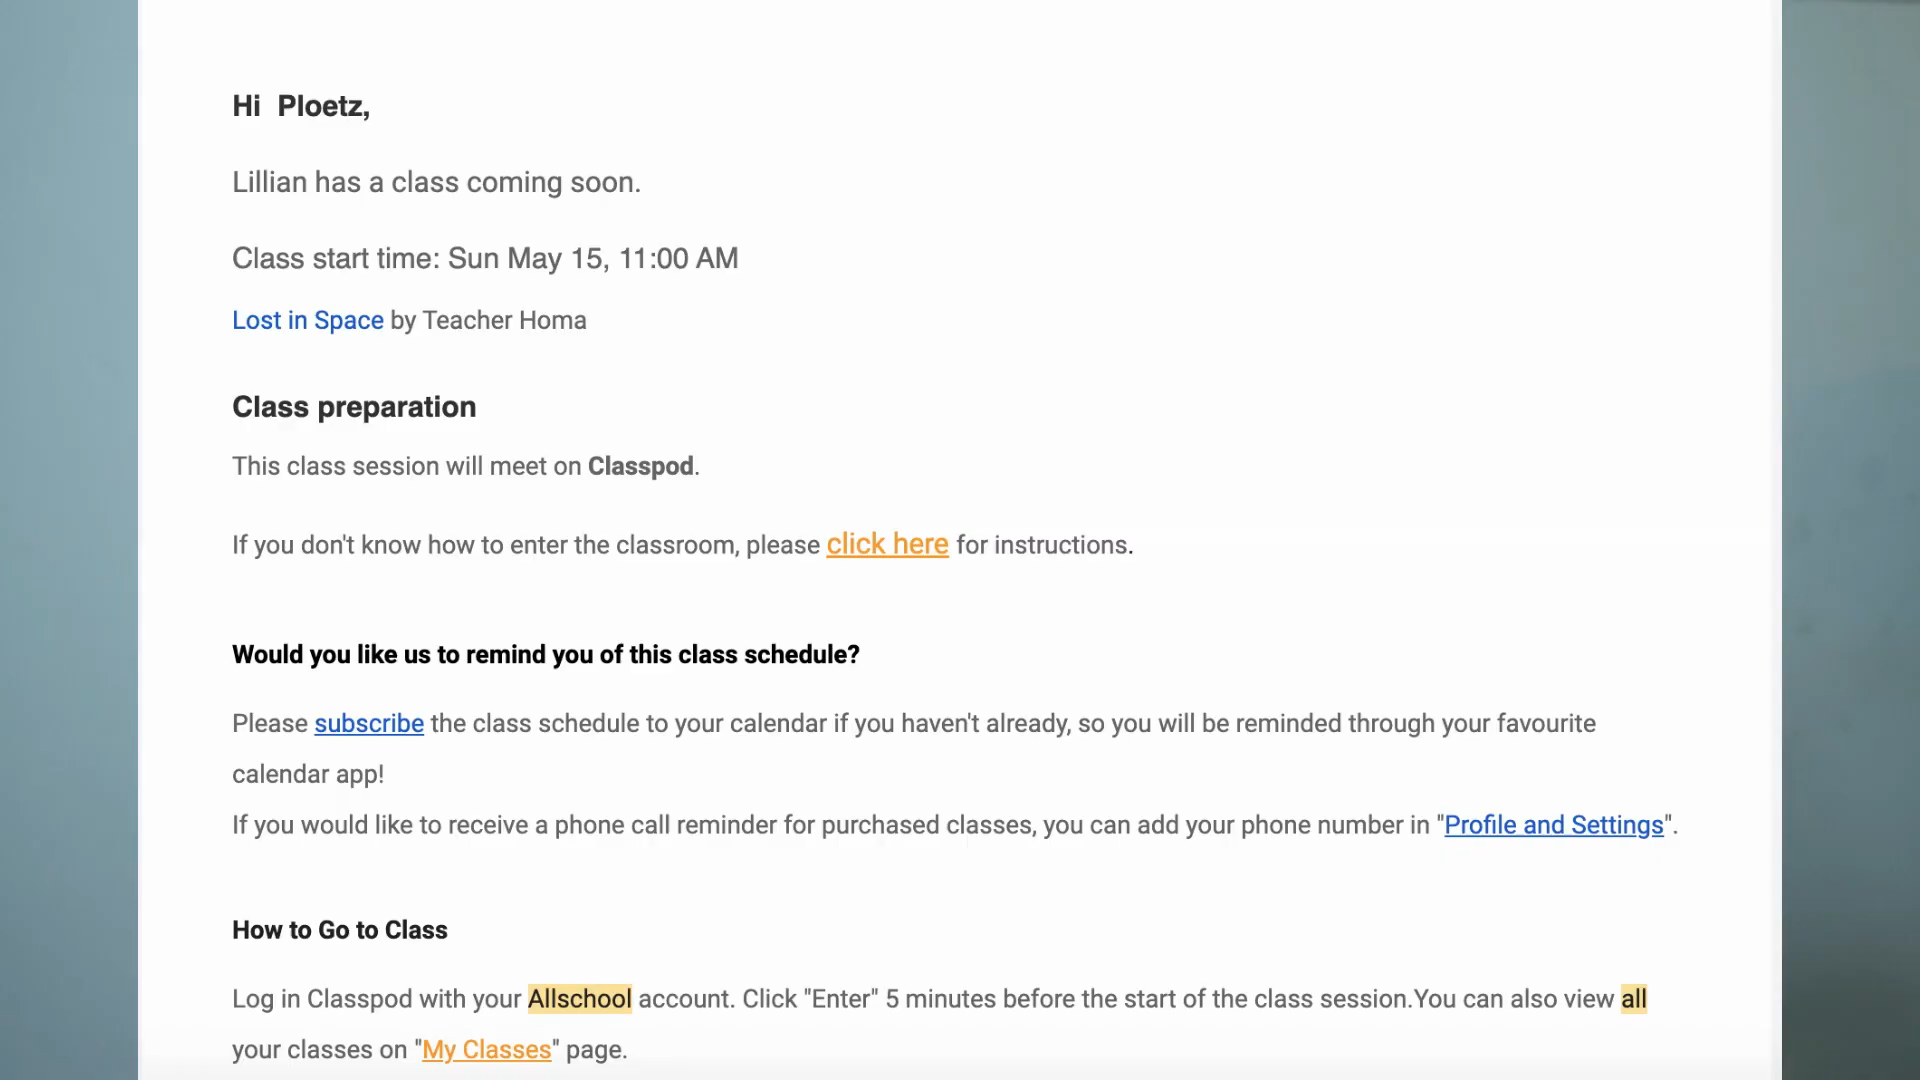 Hi  Ploetz,
Lillian has a class coming soon.
Class start time: Sun May 15, 11:00 AM
Lost in Space by Teacher Homa
Class preparation
This class session will meet on Classpod.
If you don't know how to enter the classroom, please click here for instructions.
Would you like us to remind you of this class schedule?
Please subscribe the class schedule to your calendar if you haven't already, so you will be reminded through your favourite
calendar app!
If you would like to receive a phone call reminder for purchased classes, you can add your phone number in "Profile and Settings".
How to Go to Class
Log in Classpod with your Allschool account. Click "Enter" 5 minutes before the start of the class session.You can also view all
your classes on "My Classes" page.